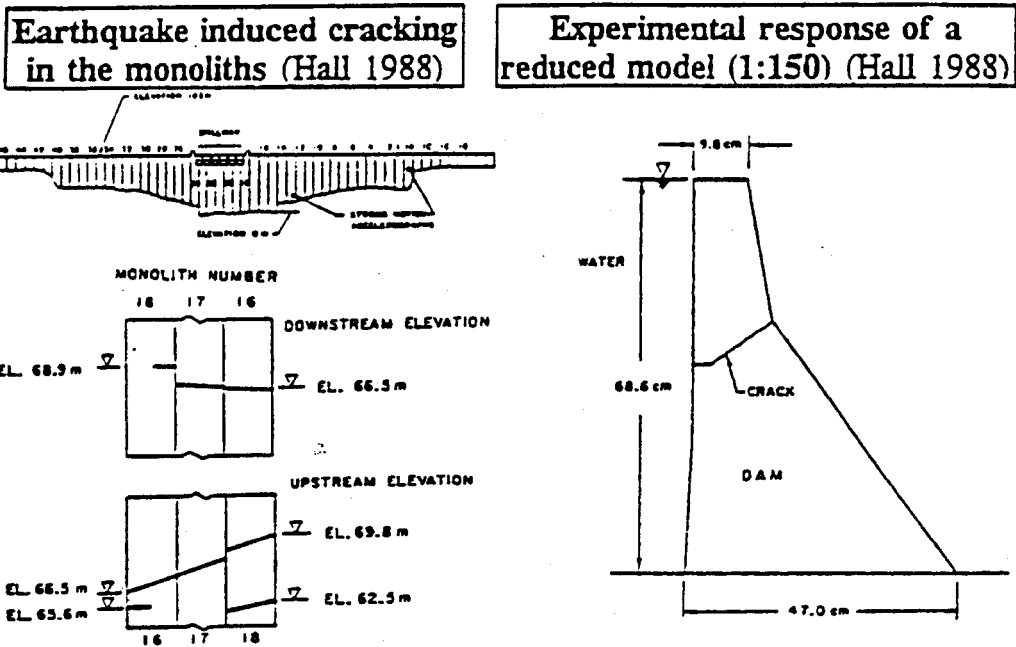 Earthquake induced cracking
in the monoliths (Hall 1988)
Experimental response of a
reduced model (1:150) (Hall 1988)
MONOLITH NUMBER
18 17 16
DOWNSTREAM ELEVATION
EL. 68.9 m
EL. 66.5 m
UPSTREAM ELEVATION
EL. 69.8 m
EL. 66.5 m
EL. 65.6 m
EL. 62.5 m
16 17 18
9.8 cm
WATER
68.6 cm
CRACK
DAM
47.0 cm